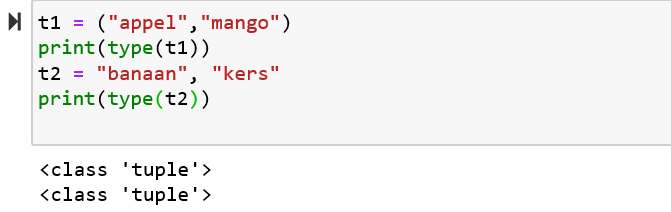 t1 = ("appel","mango")
print(type(t1))
t2 = "banaan", "kers"
print(type(t2))
<class 'tuple'>
<class 'tuple'>